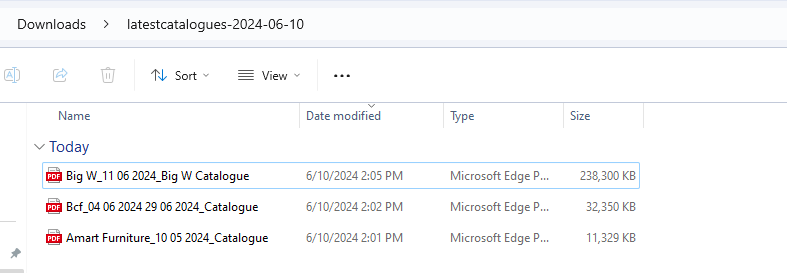 Downloads > latestcatalogues-2024-06-10
Sort View ...
Name Date modified Type Size
Today
PDF Big W_11 06 2024_Big W Catalogue 6/10/2024 2:05 PM Microsoft Edge P... 238,300 KB
PDF Bcf_04 06 2024 29 06 2024_Catalogue 6/10/2024 2:02 PM Microsoft Edge P... 32,350 KB
PDF Amart Furniture_10 05 2024_Catalogue 6/10/2024 2:01 PM Microsoft Edge P... 11,329 KB